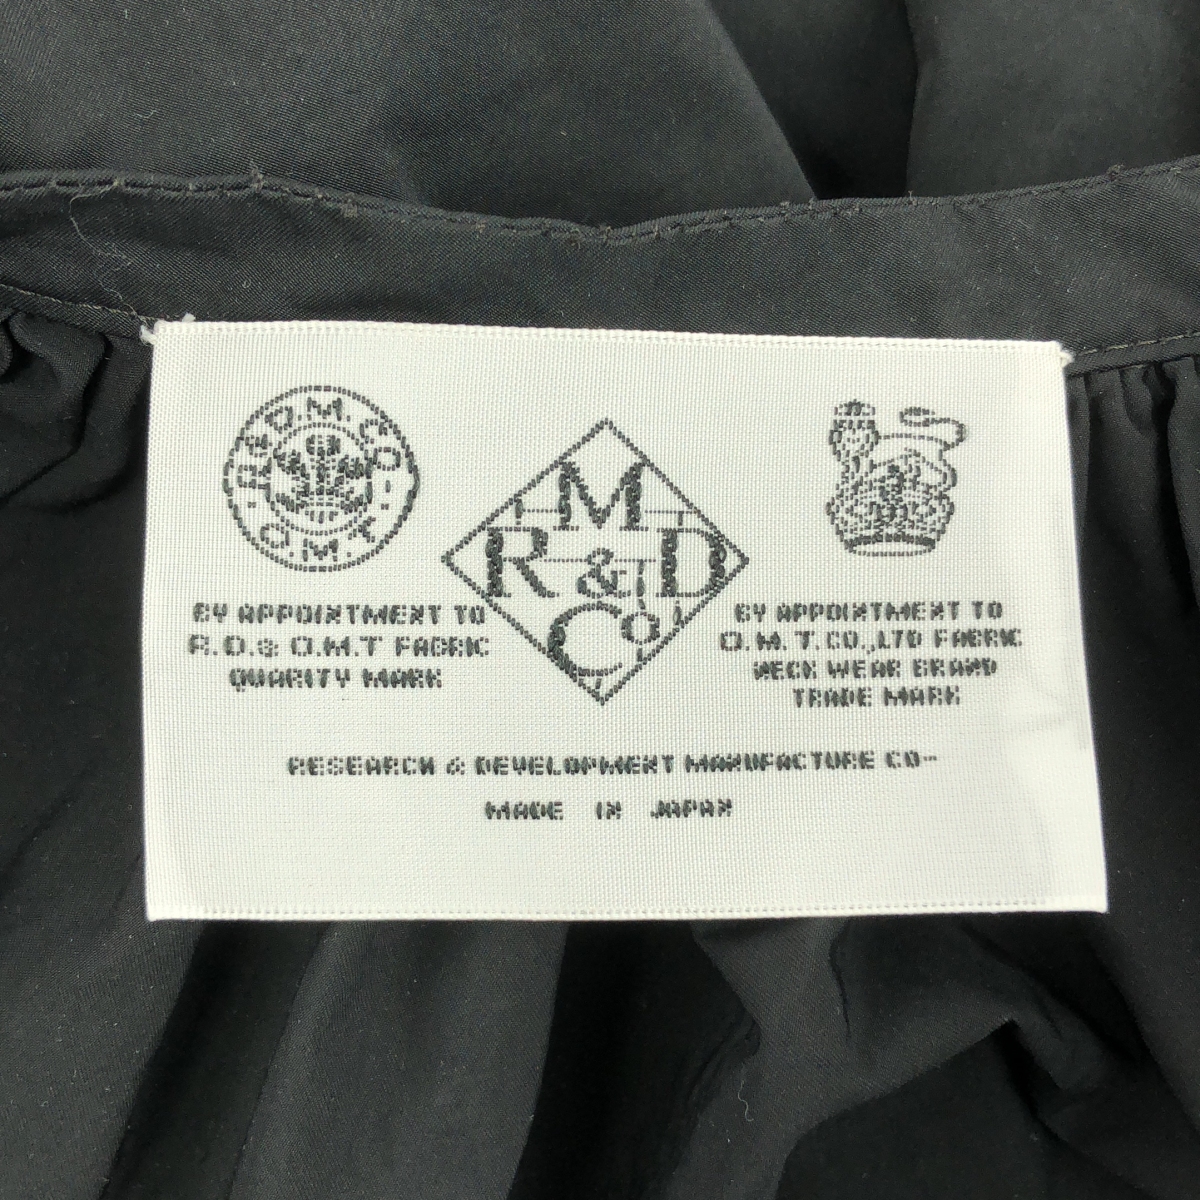 R&D.M.CO-
O.M.T.
M
R & D
Co
BY APPOINTMENT TO
R.D.& O.M.T FABRIC
QUARITY MARK
BY APPOINTMENT TO
O.M.T.CO.,LTD FABRIC
NECK WEAR BRAND
TRADE MARK
RESEARCH & DEVELOPMENT MANUFACTURE CO-
MADE IN JAPAN